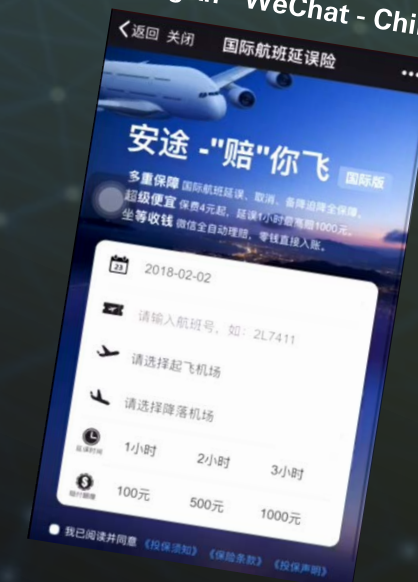 WeChat - Chi
返回 关闭 国际航班延误险
安途 -"赔"你飞 国际版
多重保障 国际航班延误、取消、备降迫降全保障。
超级便宜 保费4元起，延误1小时最高赔1000元。
坐等收钱 微信全自动理赔，零钱直接入账。
23 2018-02-02
请输入航班号，如：2L7411
请选择起飞机场
请选择降落机场
延误时间 1小时 2小时 3小时
100元 500元 1000元
我已阅读并同意 《投保须知》 《保险条款》 《投保声明》